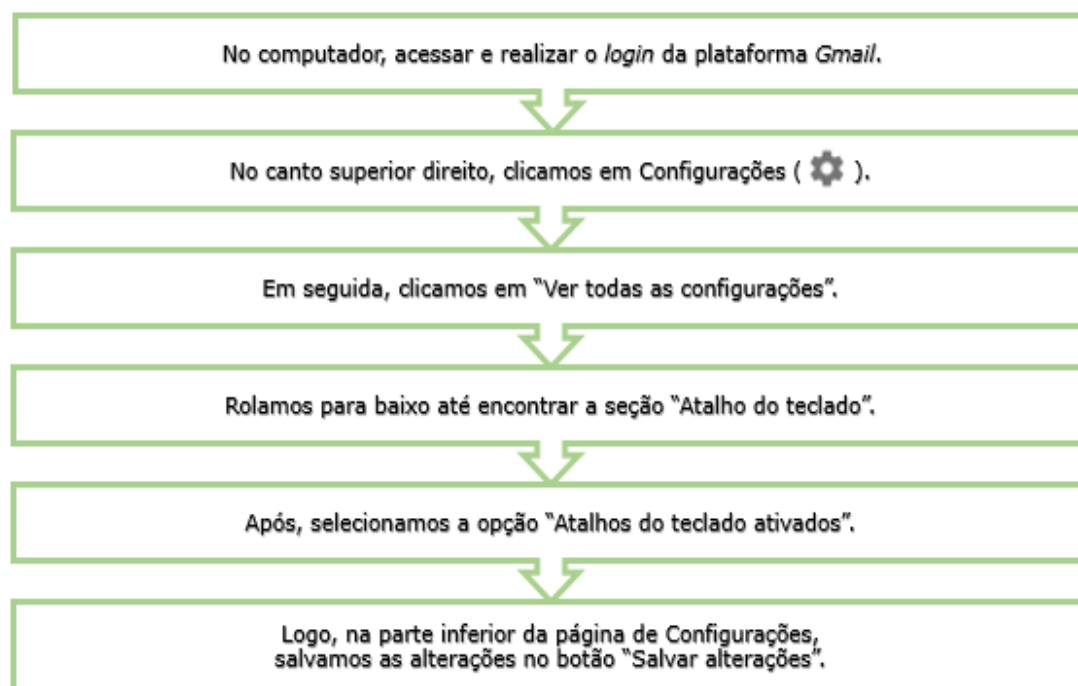 No computador, acessar e realizar o login da plataforma Gmail.
No canto superior direito, clicamos em Configurações ( ).
Em seguida, clicamos em “Ver todas as configurações”.
Rolamos para baixo até encontrar a seção “Atalho do teclado”.
Após, selecionamos a opção “Atalhos do teclado ativados”.
Logo, na parte inferior da página de Configurações,
salvamos as alterações no botão “Salvar alterações”.